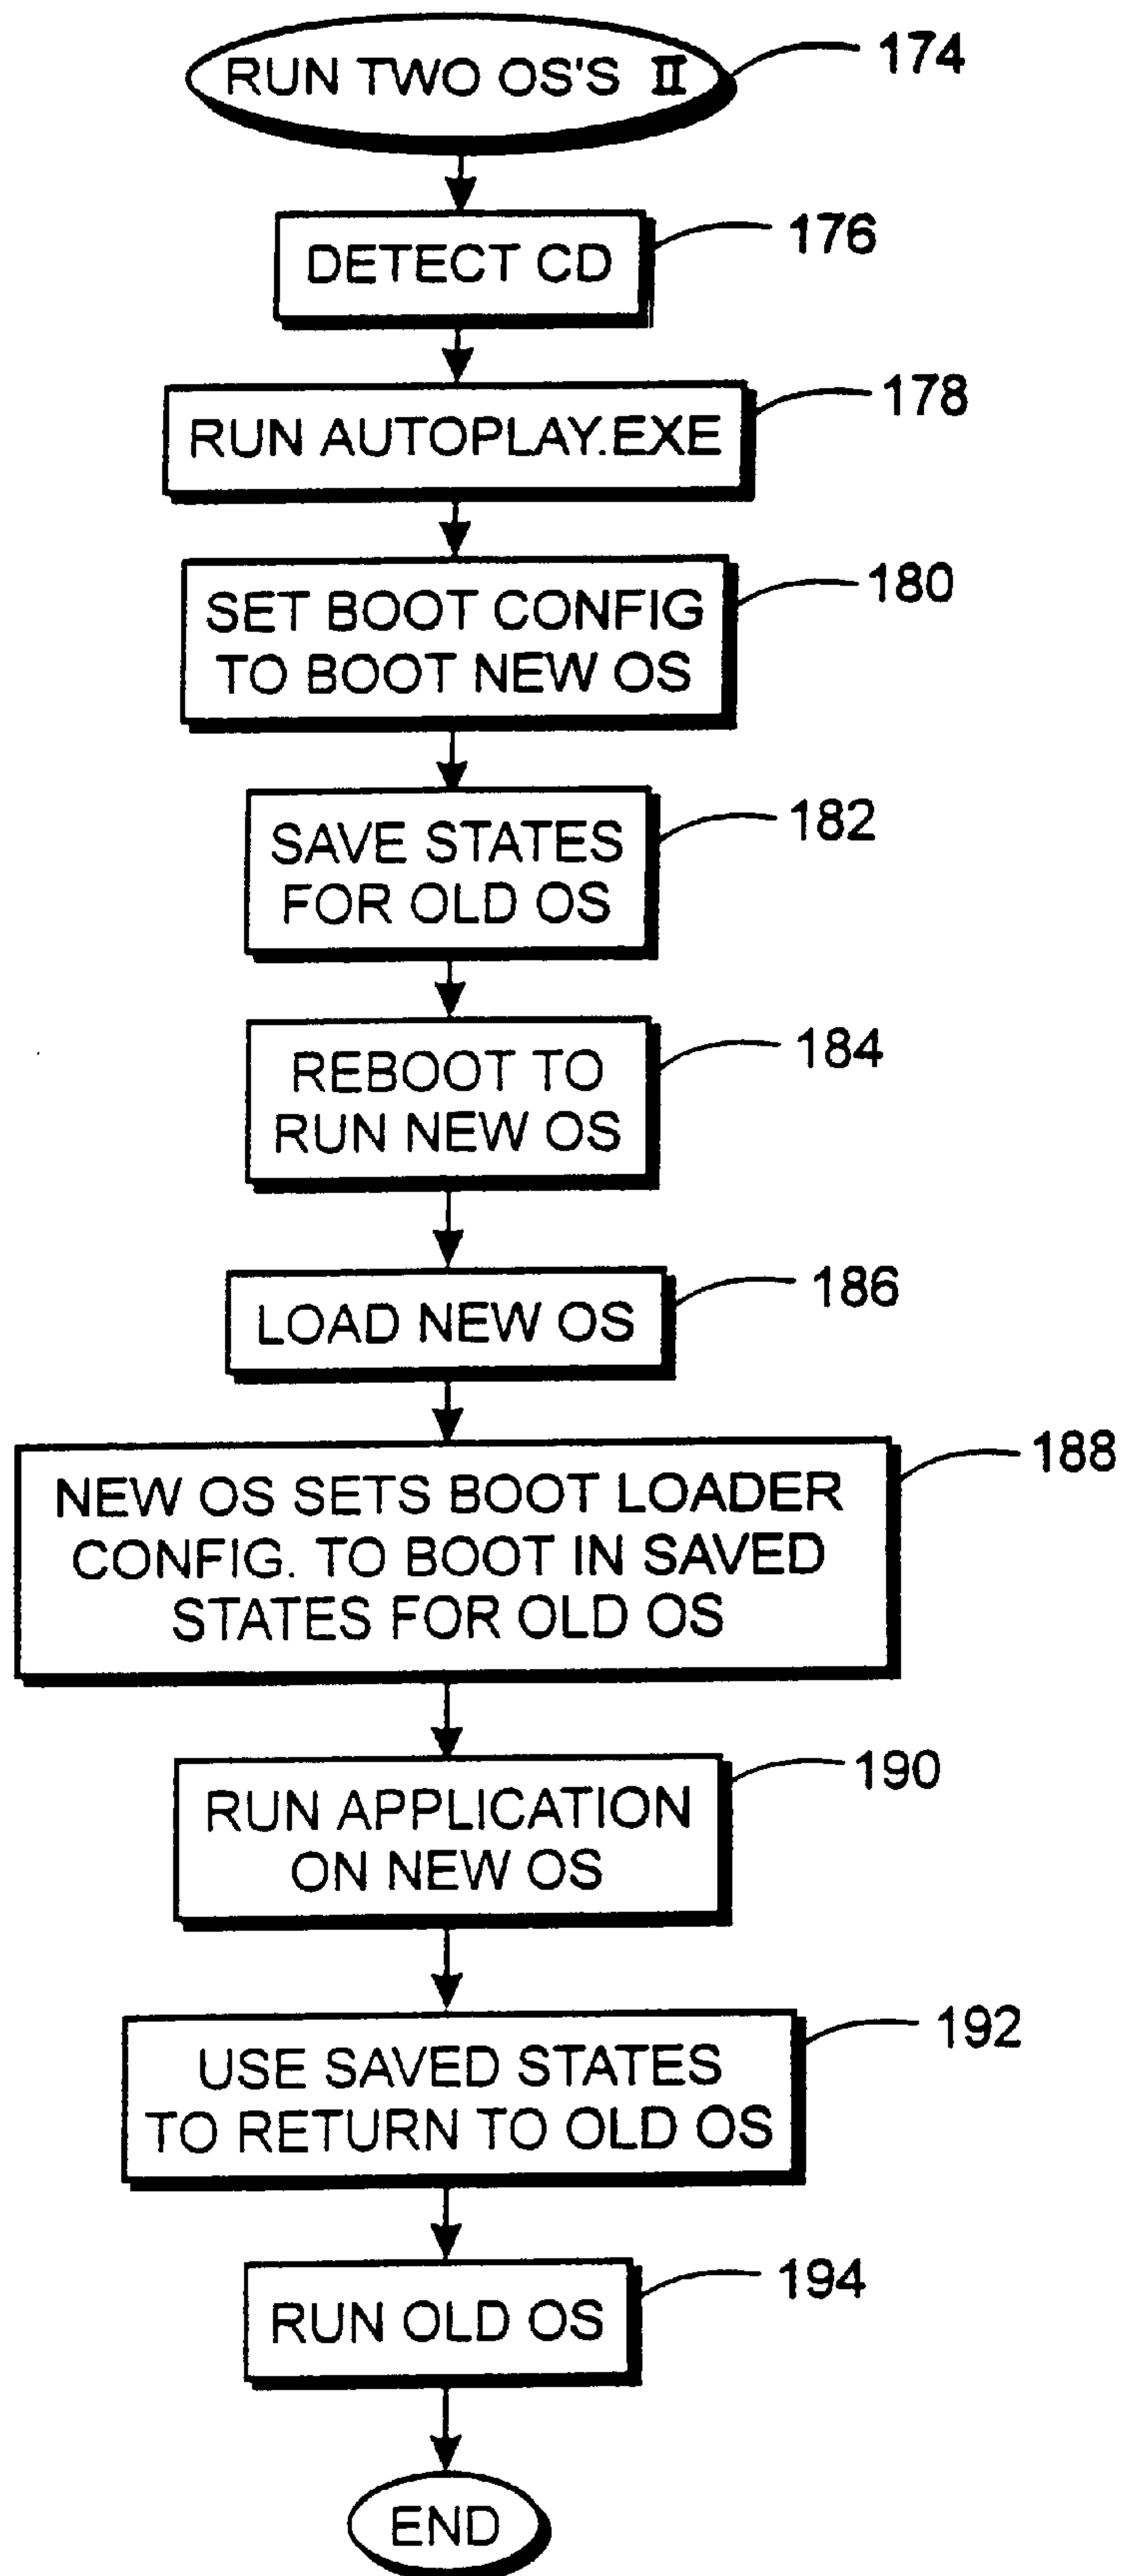 RUN TWO OS'S II
174
DETECT CD
176
RUN AUTOPLAY.EXE
178
SET BOOT CONFIG
TO BOOT NEW OS
180
SAVE STATES
FOR OLD OS
182
REBOOT TO
RUN NEW OS
184
LOAD NEW OS
186
NEW OS SETS BOOT LOADER
CONFIG. TO BOOT IN SAVED
STATES FOR OLD OS
188
RUN APPLICATION
ON NEW OS
190
USE SAVED STATES
TO RETURN TO OLD OS
192
RUN OLD OS
194
END